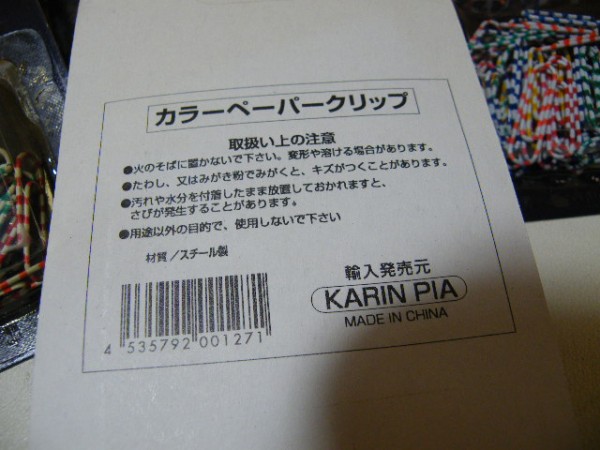 カラーペーパークリップ
取扱い上の注意
●火のそばに置かないで下さい。変形や溶ける場合があります。
●たわし、又はみがき粉でみがくと、キズがつくことがあります。
●汚れや水分を付着したまま放置しておかれますと、
さびが発生することがあります。
●用途以外の目的で、使用しないで下さい
材質/スチール製
輸入発売元
KARIN PIA
MADE IN CHINA
4 535792 001271